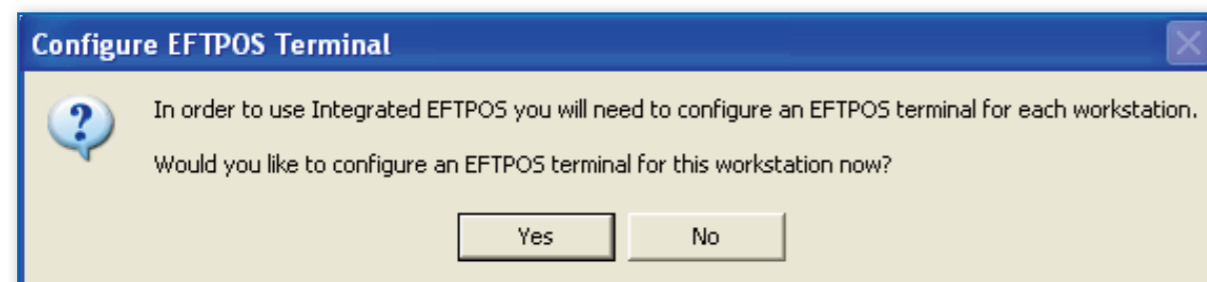 Configure EFTPOS Terminal
In order to use Integrated EFTPOS you will need to configure an EFTPOS terminal for each workstation.
Would you like to configure an EFTPOS terminal for this workstation now?
Yes
No